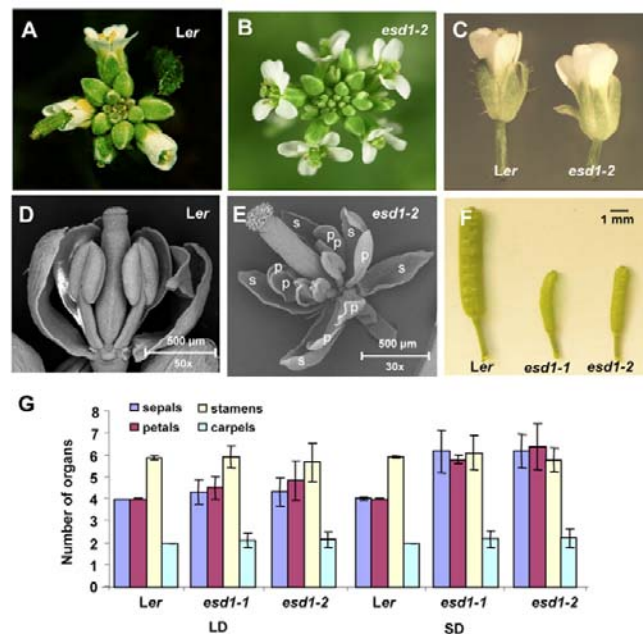 A Ler
B esd1-2
C
Ler esd1-2
D Ler
500 µm
50x
E esd1-2
s p p s p s p p s p s p
500 µm
30x
F 1 mm
Ler esd1-1 esd1-2
G
sepals stamens
petals carpels
Number of organs
8
7
6
5
4
3
2
1
0
Ler esd1-1 esd1-2 Ler esd1-1 esd1-2
LD SD